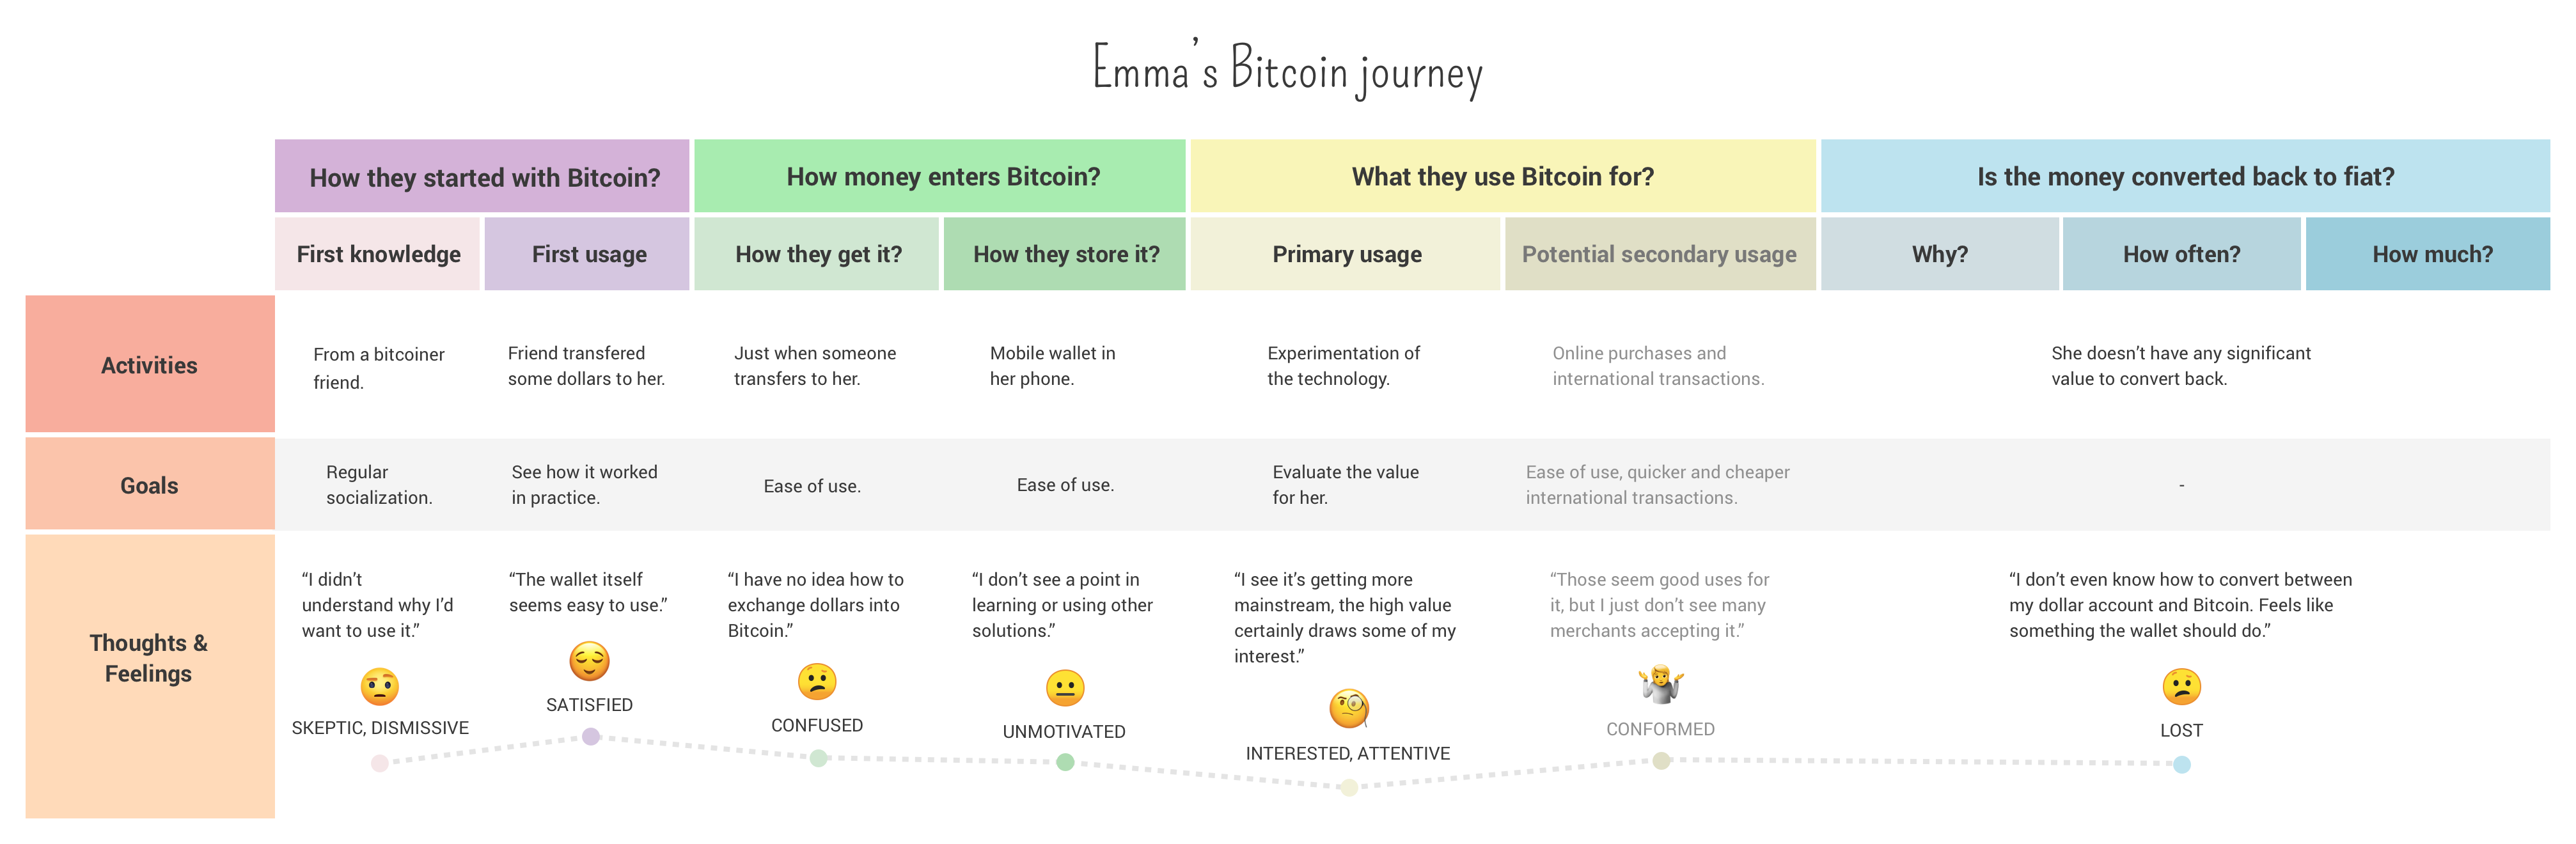 Emma’s Bitcoin journey
How they started with Bitcoin?
How money enters Bitcoin?
What they use Bitcoin for?
Is the money converted back to fiat?
First knowledge
First usage
How they get it?
How they store it?
Primary usage
Potential secondary usage
Why?
How often?
How much?
Activities
From a bitcoiner
friend.
Friend transfered
some dollars to her.
Just when someone
transfers to her.
Mobile wallet in
her phone.
Experimentation of
the technology.
Online purchases and
international transactions.
She doesn’t have any significant
value to convert back.
Goals
Regular
socialization.
See how it worked
in practice.
Ease of use.
Ease of use.
Evaluate the value
for her.
Ease of use, quicker and cheaper
international transactions.
-
Thoughts &
Feelings
“I didn’t
understand why I’d
want to use it.”
SKEPTIC, DISMISSIVE
“The wallet itself
seems easy to use.”
SATISFIED
“I have no idea how to
exchange dollars into
Bitcoin.”
CONFUSED
“I don’t see a point in
learning or using other
solutions.”
UNMOTIVATED
“I see it’s getting more
mainstream, the high value
certainly draws some of my
interest.”
INTERESTED, ATTENTIVE
“Those seem good uses for
it, but I just don’t see many
merchants accepting it.”
CONFORMED
“I don’t even know how to convert between
my dollar account and Bitcoin. Feels like
something the wallet should do.”
LOST